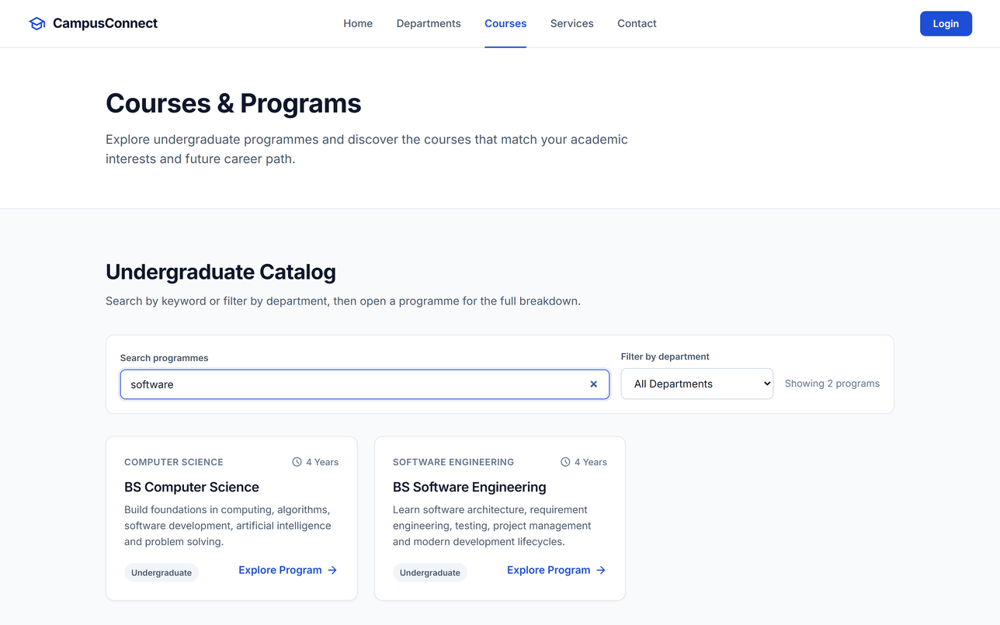 CampusConnect
Home
Departments
Courses
Services
Contact
Login
Courses & Programs
Explore undergraduate programmes and discover the courses that match your academic
interests and future career path.
Undergraduate Catalog
Search by keyword or filter by department, then open a programme for the full breakdown.
Search programmes
software
Filter by department
All Departments
Showing 2 programs
COMPUTER SCIENCE
4 Years
BS Computer Science
Build foundations in computing, algorithms,
software development, artificial intelligence
and problem solving.
Undergraduate
Explore Program →
SOFTWARE ENGINEERING
4 Years
BS Software Engineering
Learn software architecture, requirement
engineering, testing, project management
and modern development lifecycles.
Undergraduate
Explore Program →